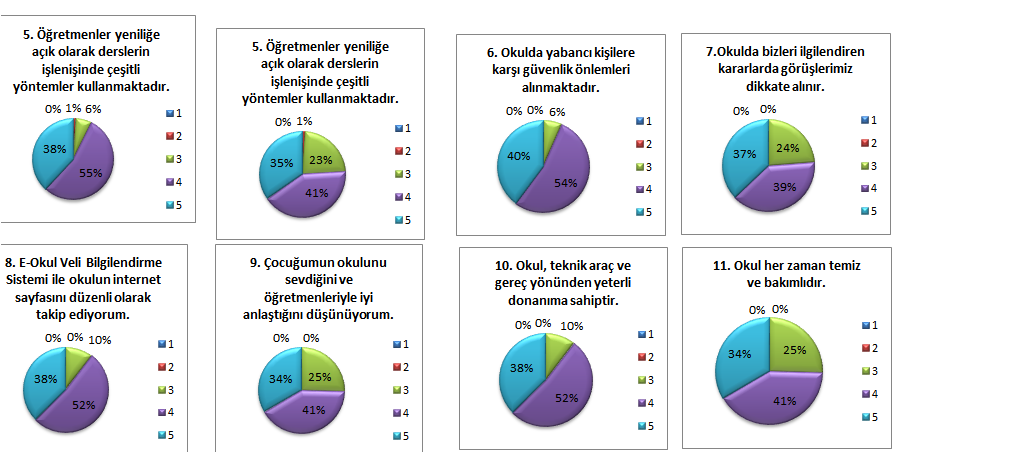 5. Öğretmenler yeniliğe
açık olarak derslerin
işlenişinde çeşitli
yöntemler kullanmaktadır.
0% 1% 6%
38%
55%
1
2
3
4
5
5. Öğretmenler yeniliğe
açık olarak derslerin
işlenişinde çeşitli
yöntemler kullanmaktadır.
0% 1%
35%
23%
41%
1
2
3
4
5
6. Okulda yabancı kişilere
karşı güvenlik önlemleri
alınmaktadır.
0% 0% 6%
40%
54%
1
2
3
4
5
7.Okulda bizleri ilgilendiren
kararlarda görüşlerimiz
dikkate alınır.
0% 0%
37%
24%
39%
1
2
3
4
5
8. E-Okul Veli Bilgilendirme
Sistemi ile okulun internet
sayfasını düzenli olarak
takip ediyorum.
0% 0% 10%
38%
52%
1
2
3
4
5
9. Çocuğumun okulunu
sevdiğini ve
öğretmenleriyle iyi
anlaştığını düşünüyorum.
0% 0%
34%
25%
41%
1
2
3
4
5
10. Okul, teknik araç ve
gereç yönünden yeterli
donanıma sahiptir.
0% 0% 10%
38%
52%
1
2
3
4
5
11. Okul her zaman temiz
ve bakımlıdır.
0% 0%
34%
25%
41%
1
2
3
4
5